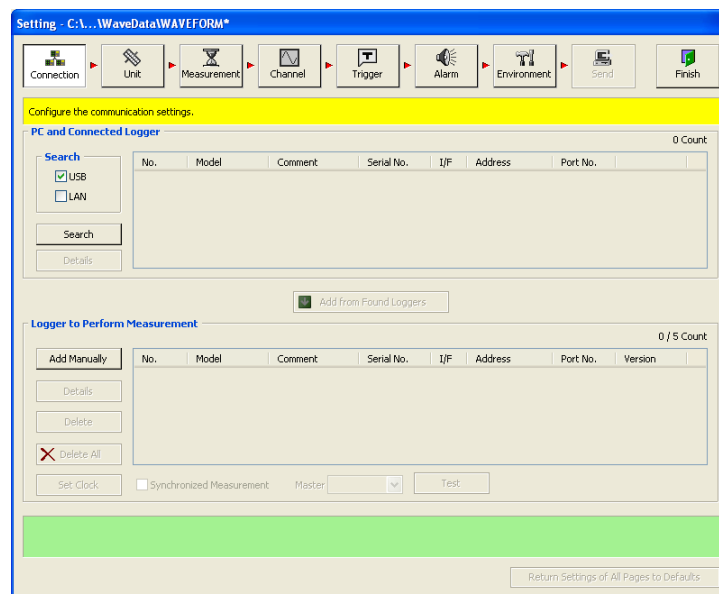 Setting - C:\...\WaveData\WAVEFORM*
Connection Unit Measurement Channel Trigger Alarm Environment Send Finish
Configure the communication settings.
PC and Connected Logger
0 Count
Search
No. Model Comment Serial No. I/F Address Port No.
USB
LAN
Search
Details
Add from Found Loggers
Logger to Perform Measurement
0 / 5 Count
Add Manually
No. Model Comment Serial No. I/F Address Port No. Version
Details
Delete
Delete All
Set Clock Synchronized Measurement Master Test
Return Settings of All Pages to Defaults